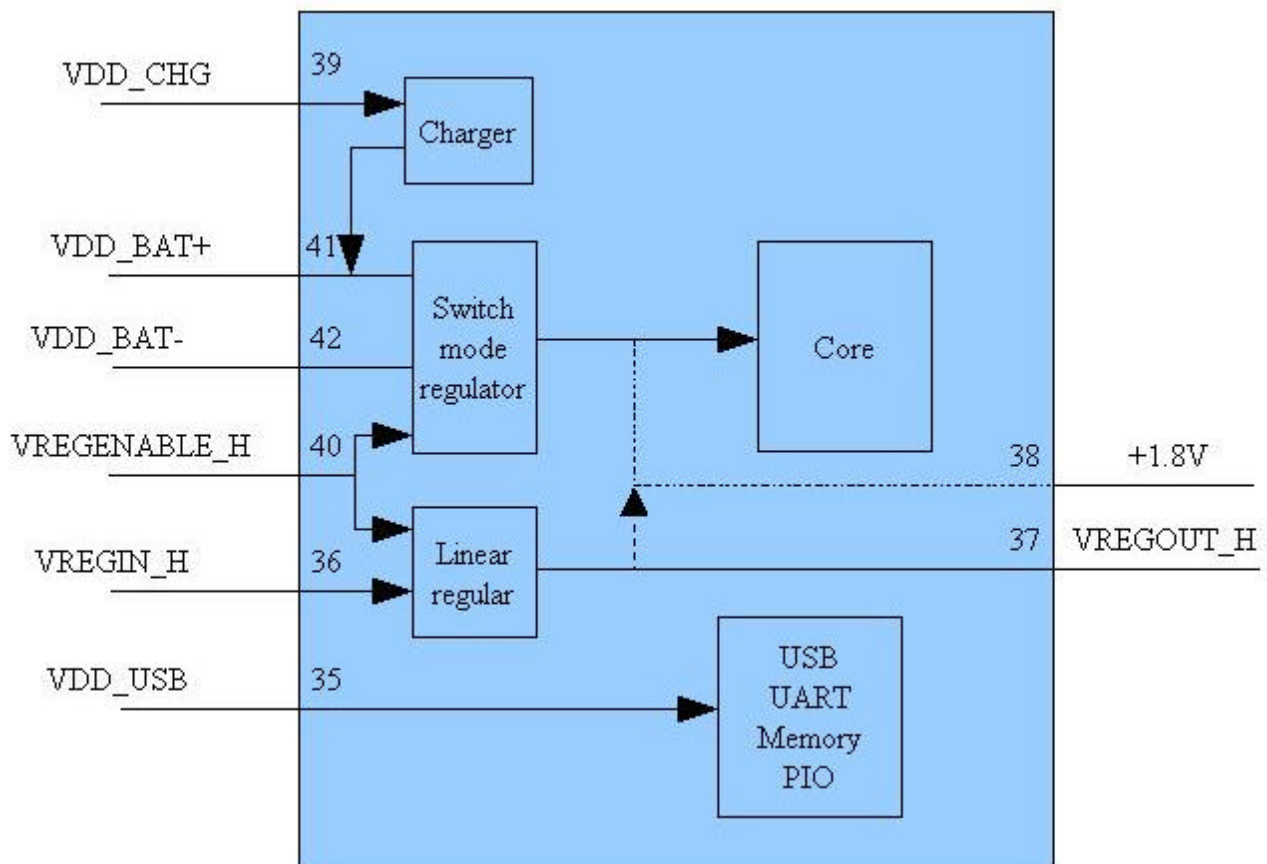 VDD_CHG
39
Charger
VDD_BAT+
41
VDD_BAT-
42
Switch
mode
regulator
Core
VREGENABLE_H
40
38
+1.8V
VREGIN_H
36
Linear
regular
37
VREGOUT_H
VDD_USB
35
USB
UART
Memory
PIO